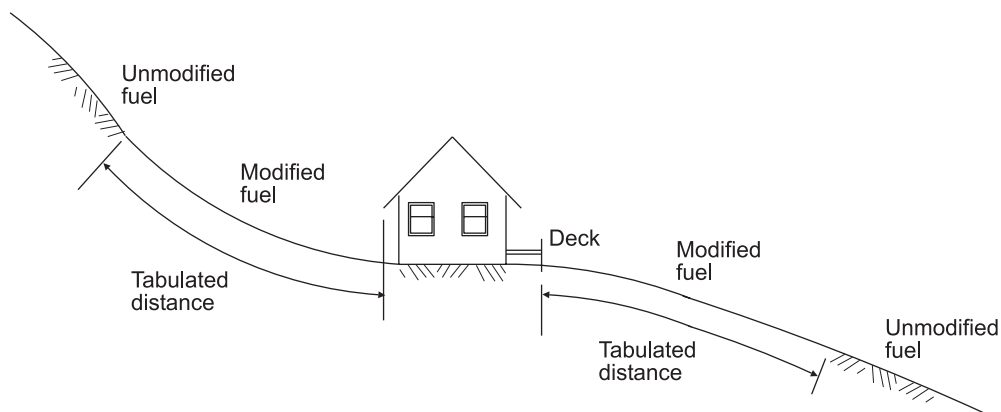 Unmodified
fuel
Modified
fuel
Tabulated
distance
Deck
Modified
fuel
Tabulated
distance
Unmodified
fuel